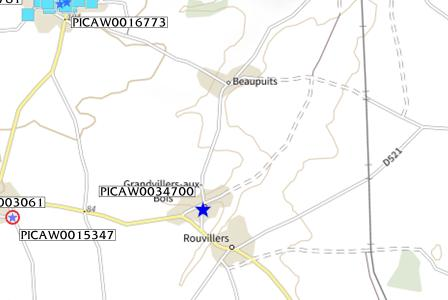 PICAW0016773
Beaupuits
D521
Grandvillers-aux-
Bois
PICAW0034700
003061
84
PICAW0015347
Rouvillers